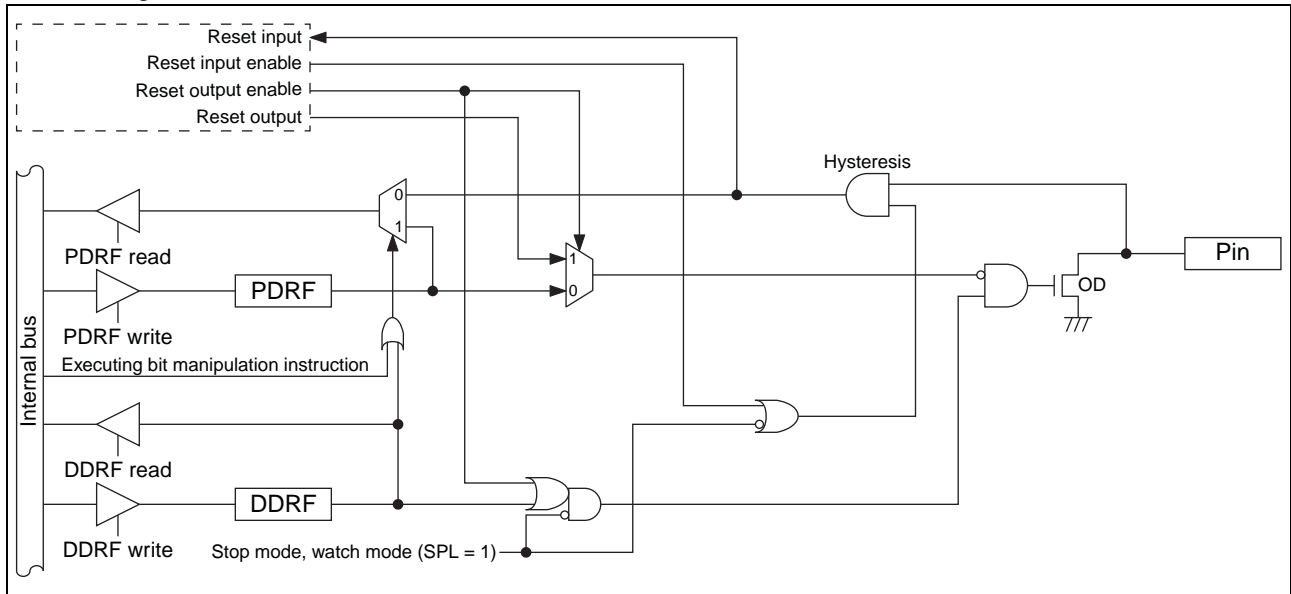 Reset input
Reset input enable
Reset output enable
Reset output
Hysteresis
0
1
PDRF read
Pin
1
OD
PDRF
0
PDRF write
Executing bit manipulation instruction
Internal bus
DDRF read
DDRF
DDRF write
Stop mode, watch mode (SPL = 1)